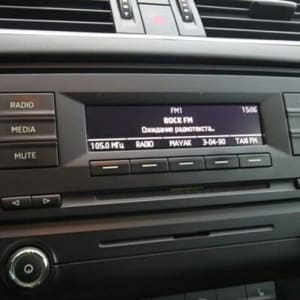 FM1 15:06
RADIO ROCK FM
Ожидание радиотекста...
MEDIA
105.0 МГц RADIO MAYAK 3-04-90 TAXI FM
MUTE